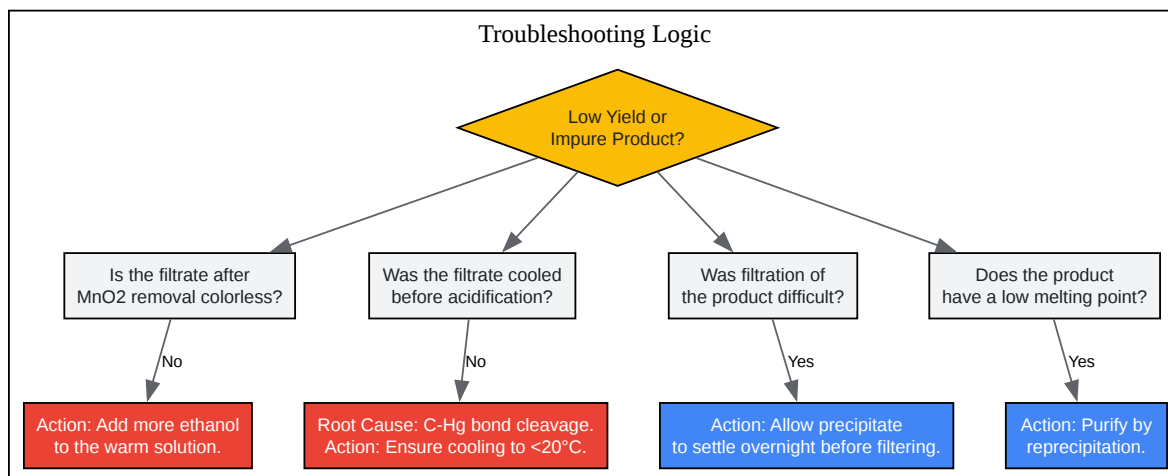 Troubleshooting Logic
Low Yield or
Impure Product?
Is the filtrate after
MnO2 removal colorless?
Was the filtrate cooled
before acidification?
Was filtration of
the product difficult?
Does the product
have a low melting point?
No
No
Yes
Yes
Action: Add more ethanol
to the warm solution.
Root Cause: C-Hg bond cleavage.
Action: Ensure cooling to <20°C.
Action: Allow precipitate
to settle overnight before filtering.
Action: Purify by
reprecipitation.